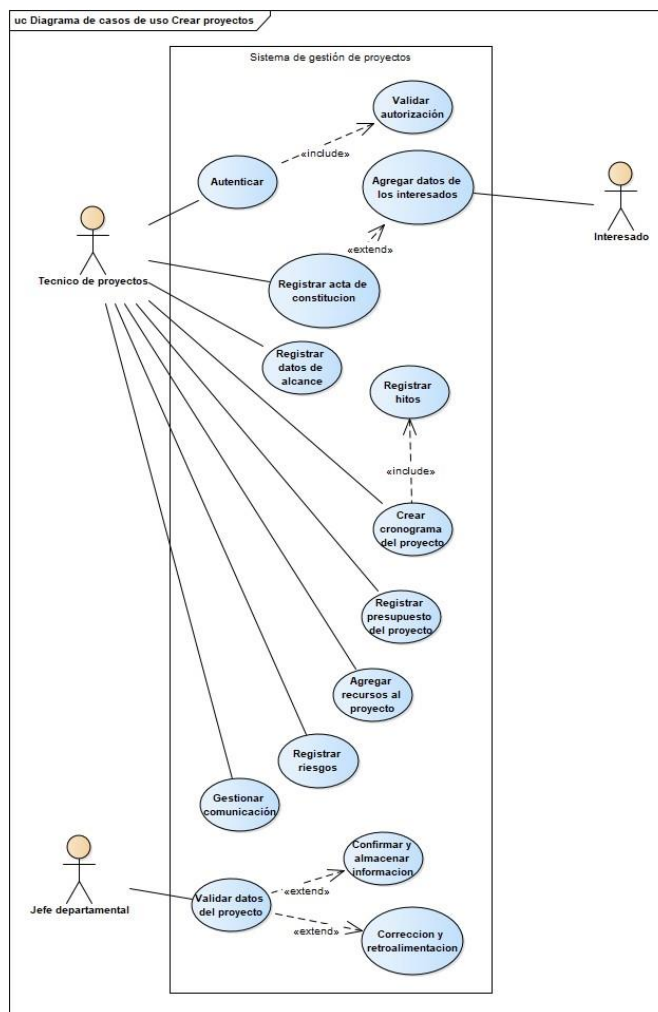 uc Diagrama de casos de uso Crear proyectos
Sistema de gestión de proyectos
Validar
autorización
«include»
Autenticar
Agregar datos de
los interesados
Interesado
«extend»
Tecnico de proyectos
Registrar acta de
constitucion
Registrar
datos de
alcance
Registrar
hitos
«include»
Crear
cronograma
del proyecto
Registrar
presupuesto
del proyecto
Agregar
recursos al
proyecto
Registrar
riesgos
Gestionar
comunicación
Confirmar y
almacenar
informacion
«extend»
Jefe departamental
Validar datos
del proyecto
«extend»
Correccion y
retroalimentacion